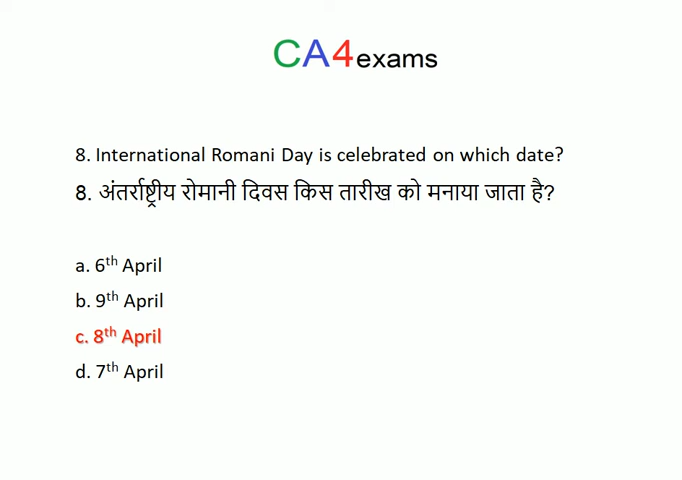 CA4exams
8. International Romani Day is celebrated on which date?
8. अंतर्राष्ट्रीय रोमानी दिवस किस तारीख को मनाया जाता है?
a. 6th April
b. 9th April
c. 8th April
d. 7th April